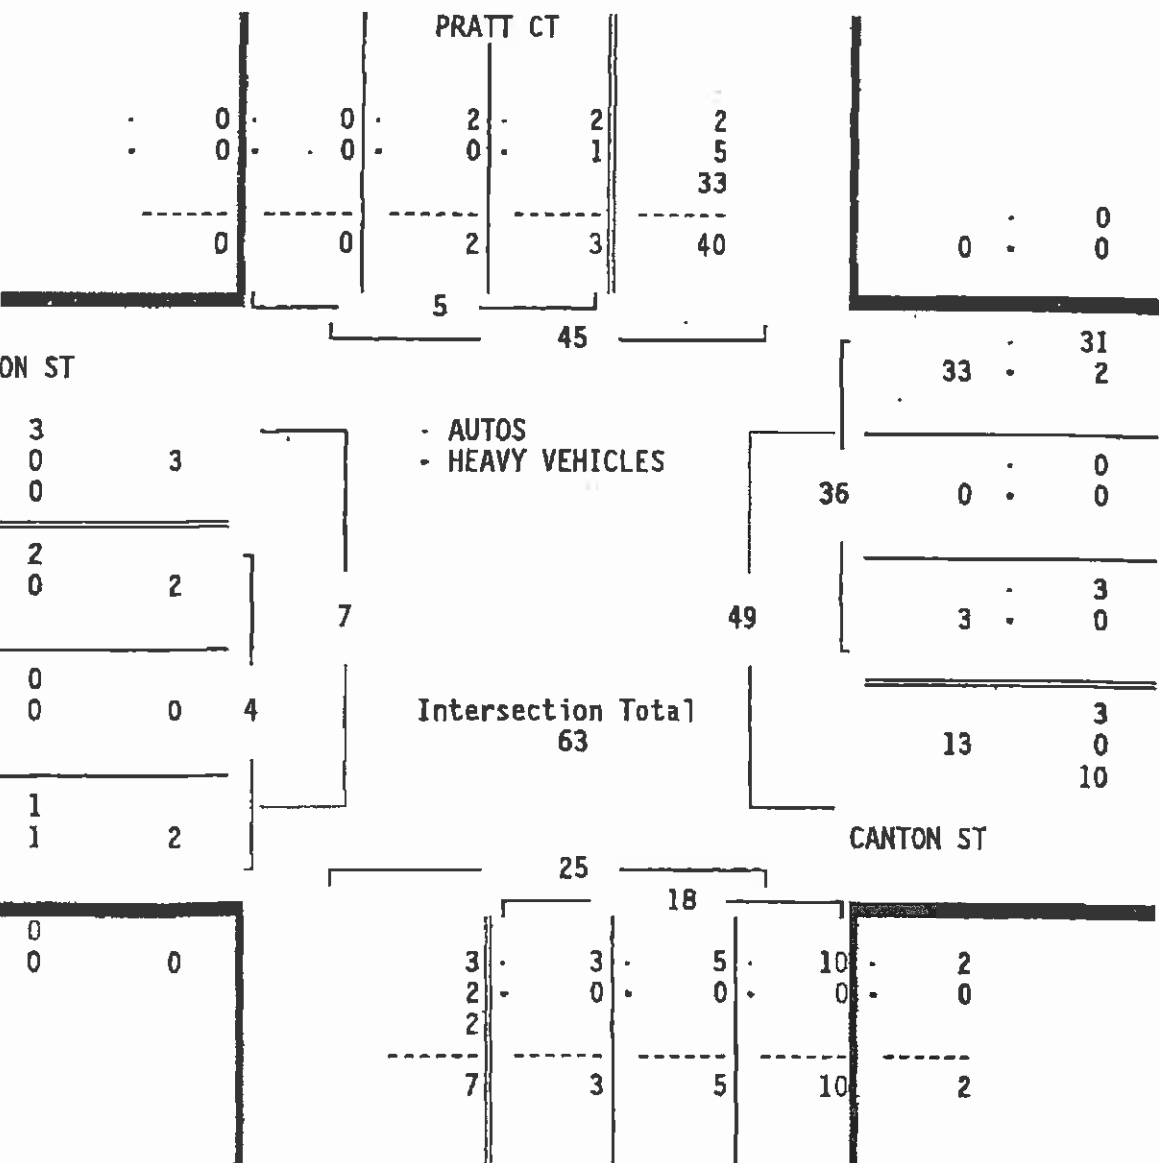 PRATT CT
· 0 · 0 · 2 · 2 2
· 0 · · 0 · 0 · 1 5
33
------ ------ ------ ------ ------
0 0 2 3 40
· 0
0 · 0
5
45
· 31
33 · 2
ON ST
3
0 3
0
· AUTOS
· HEAVY VEHICLES
· 0
36 0 · 0
2
0 2
· 3
3 · 0
7
49
0
0 0 4
Intersection Total
63
3
13 0
10
1
1 2
CANTON ST
25
18
0
0 0
3 · 3 · 5 · 10 · 2
2 · 0 · 0 · 0 · 0
2
------ ------ ------ ------ ------
7 3 5 10 2